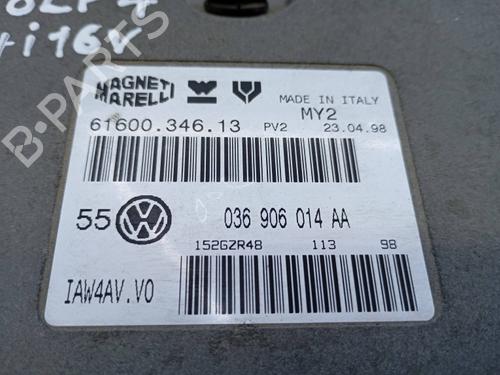 i16V
MAGNETI
MARELLI
MADE IN ITALY
MY2
61600.346.13 PV2 23.04.98
55 036 906 014 AA
152GZR48 113 98
IAW4AV.V0
B-PARTS